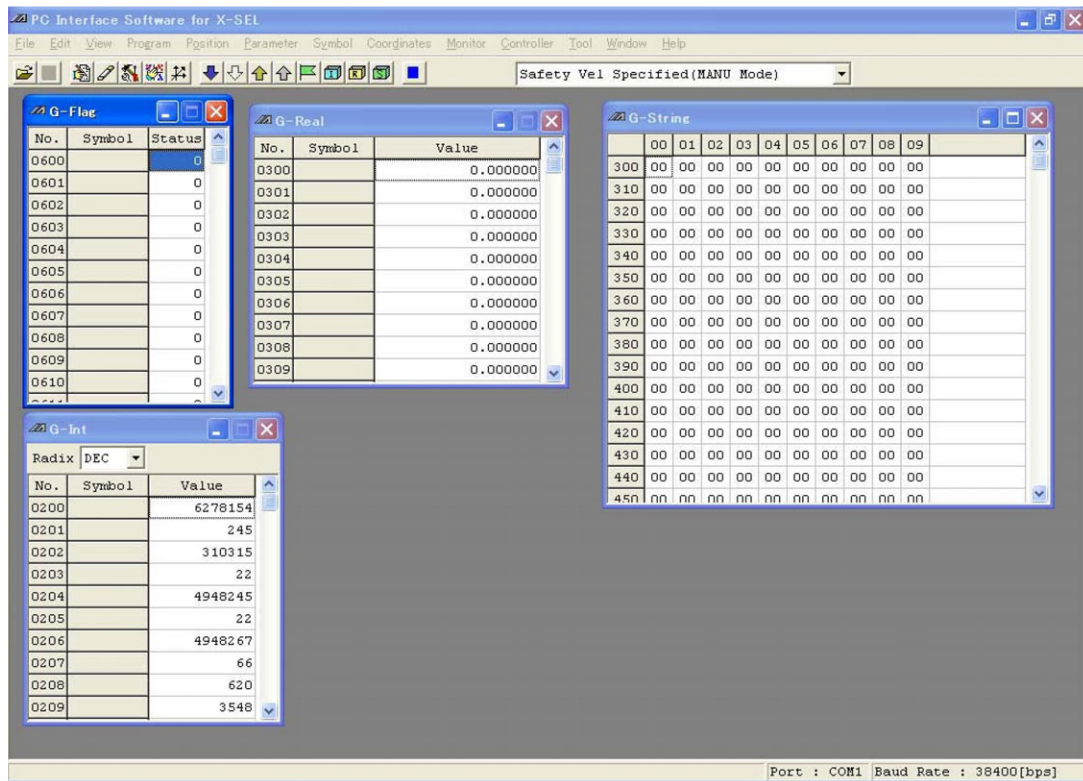 PC Interface Software for X-SEL
File Edit View Program Position Parameter Symbol Coordinates Monitor Controller Tool Window Help
Safety Vel Specified(MANU Mode)
G-Flag
No. Symbol Status
0600 0
0601 0
0602 0
0603 0
0604 0
0605 0
0606 0
0607 0
0608 0
0609 0
0610 0
G-Real
No. Symbol Value
0300 0.000000
0301 0.000000
0302 0.000000
0303 0.000000
0304 0.000000
0305 0.000000
0306 0.000000
0307 0.000000
0308 0.000000
0309 0.000000
G-String
00 01 02 03 04 05 06 07 08 09
300 00 00 00 00 00 00 00 00 00 00
310 00 00 00 00 00 00 00 00 00 00
320 00 00 00 00 00 00 00 00 00 00
330 00 00 00 00 00 00 00 00 00 00
340 00 00 00 00 00 00 00 00 00 00
350 00 00 00 00 00 00 00 00 00 00
360 00 00 00 00 00 00 00 00 00 00
370 00 00 00 00 00 00 00 00 00 00
380 00 00 00 00 00 00 00 00 00 00
390 00 00 00 00 00 00 00 00 00 00
400 00 00 00 00 00 00 00 00 00 00
410 00 00 00 00 00 00 00 00 00 00
420 00 00 00 00 00 00 00 00 00 00
430 00 00 00 00 00 00 00 00 00 00
440 00 00 00 00 00 00 00 00 00 00
450 00 00 00 00 00 00 00 00 00 00
G-Int
Radix DEC
No. Symbol Value
0200 6278154
0201 245
0202 310315
0203 22
0204 4948245
0205 22
0206 4948267
0207 66
0208 620
0209 3548
Port : COM1 Baud Rate : 38400[bps]